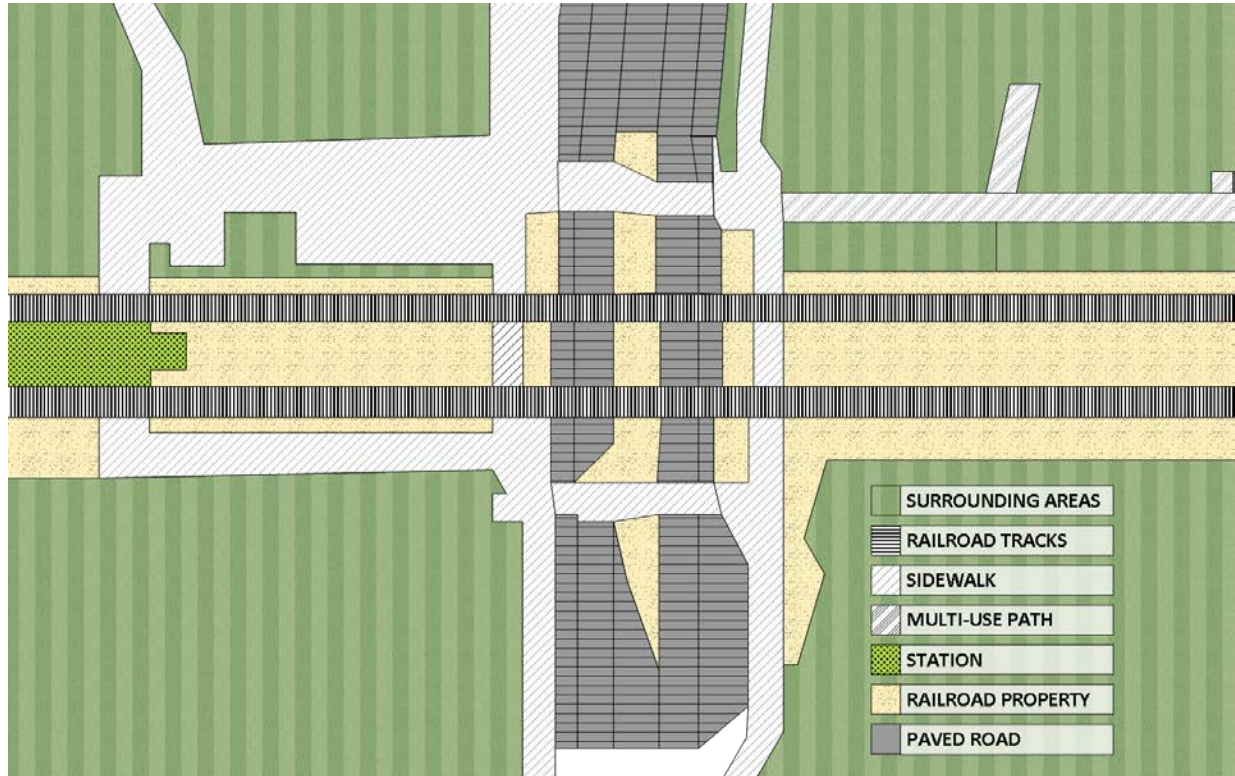 SURROUNDING AREAS
RAILROAD TRACKS
SIDEWALK
MULTI-USE PATH
STATION
RAILROAD PROPERTY
PAVED ROAD